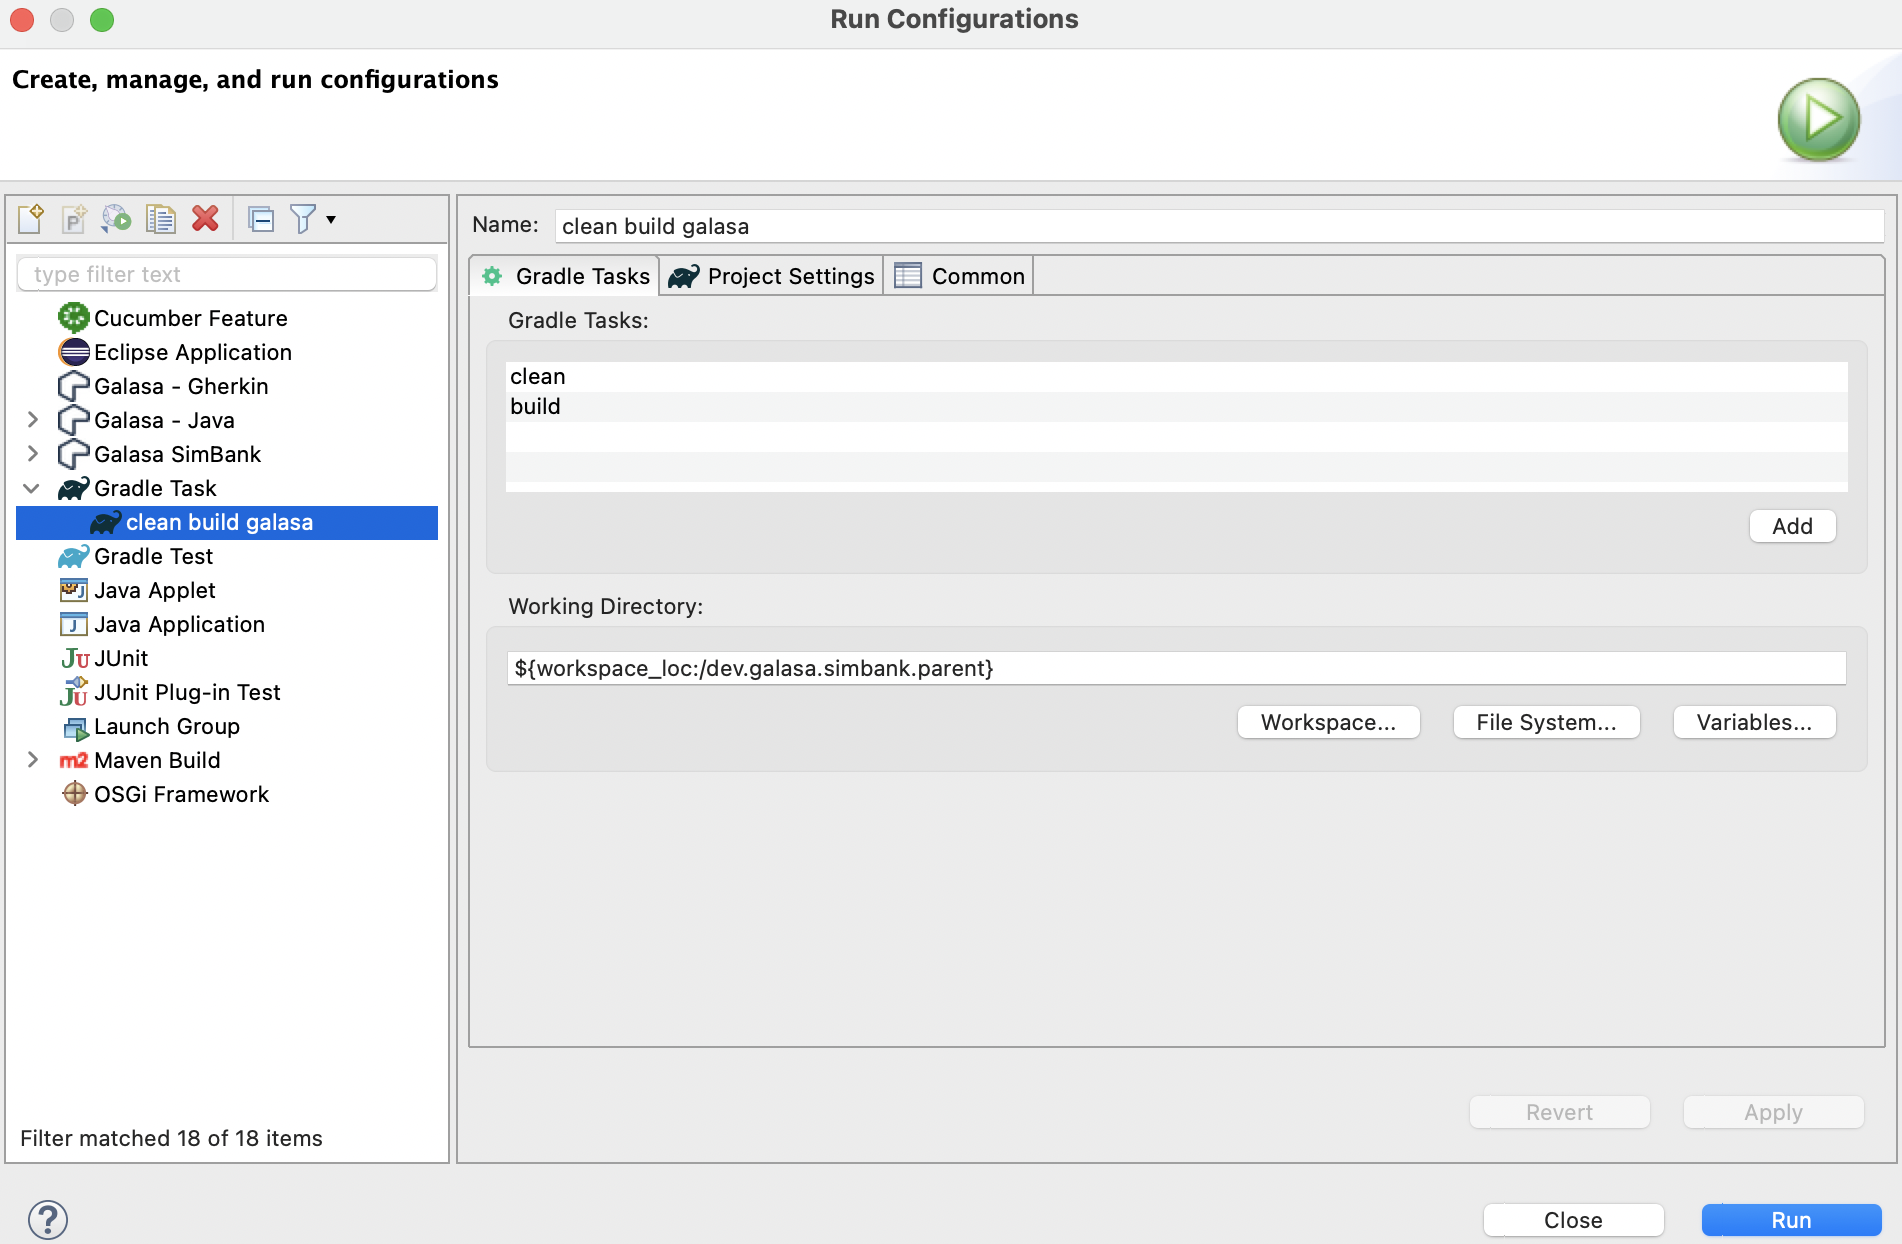 Run Configurations
Create, manage, and run configurations
type filter text
Cucumber Feature
Eclipse Application
Galasa - Gherkin
Galasa - Java
Galasa SimBank
Gradle Task
clean build galasa
Gradle Test
Java Applet
Java Application
JUnit
JUnit Plug-in Test
Launch Group
m2 Maven Build
OSGi Framework
Filter matched 18 of 18 items
Name: clean build galasa
Gradle Tasks Project Settings Common
Gradle Tasks:
clean
build
Add
Working Directory:
${workspace_loc:/dev.galasa.simbank.parent}
Workspace... File System... Variables...
Revert Apply
? Close Run